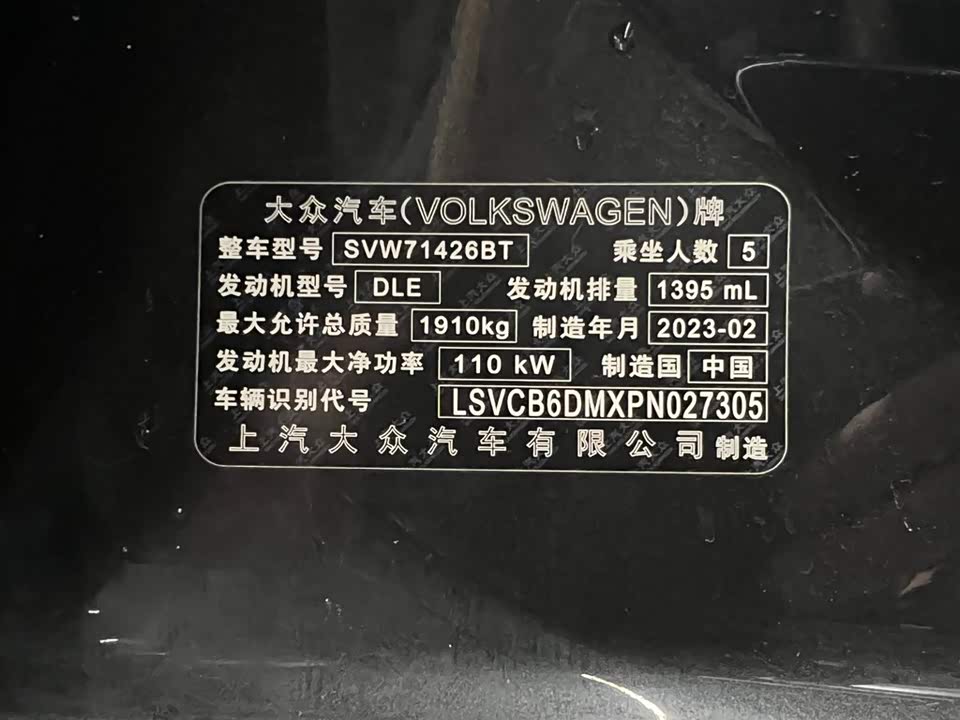 大众汽车(VOLKSWAGEN)牌
整车型号 SVW71426BT 乘坐人数 5
发动机型号 DLE 发动机排量 1395 mL
最大允许总质量 1910kg 制造年月 2023-02
发动机最大净功率 110 kW 制造国 中国
车辆识别代号 LSVCB6DMXPN027305
上汽大众汽车有限公司制造